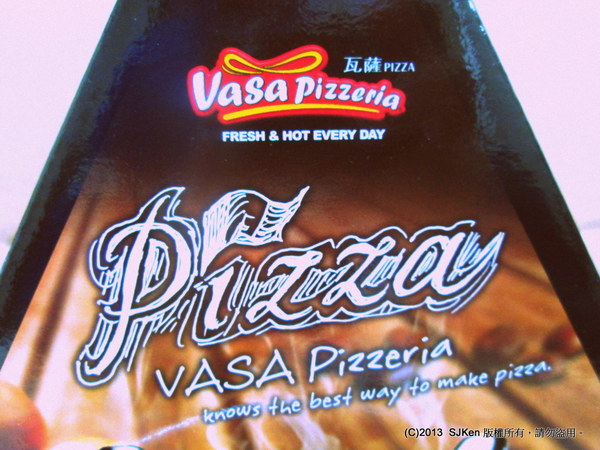 瓦薩 PIZZA
Vasa Pizzeria
FRESH & HOT EVERY DAY
Pizza
VASA Pizzeria
knows the best way to make pizza.
(C)2013 SJKen 版權所有，請勿盜用。